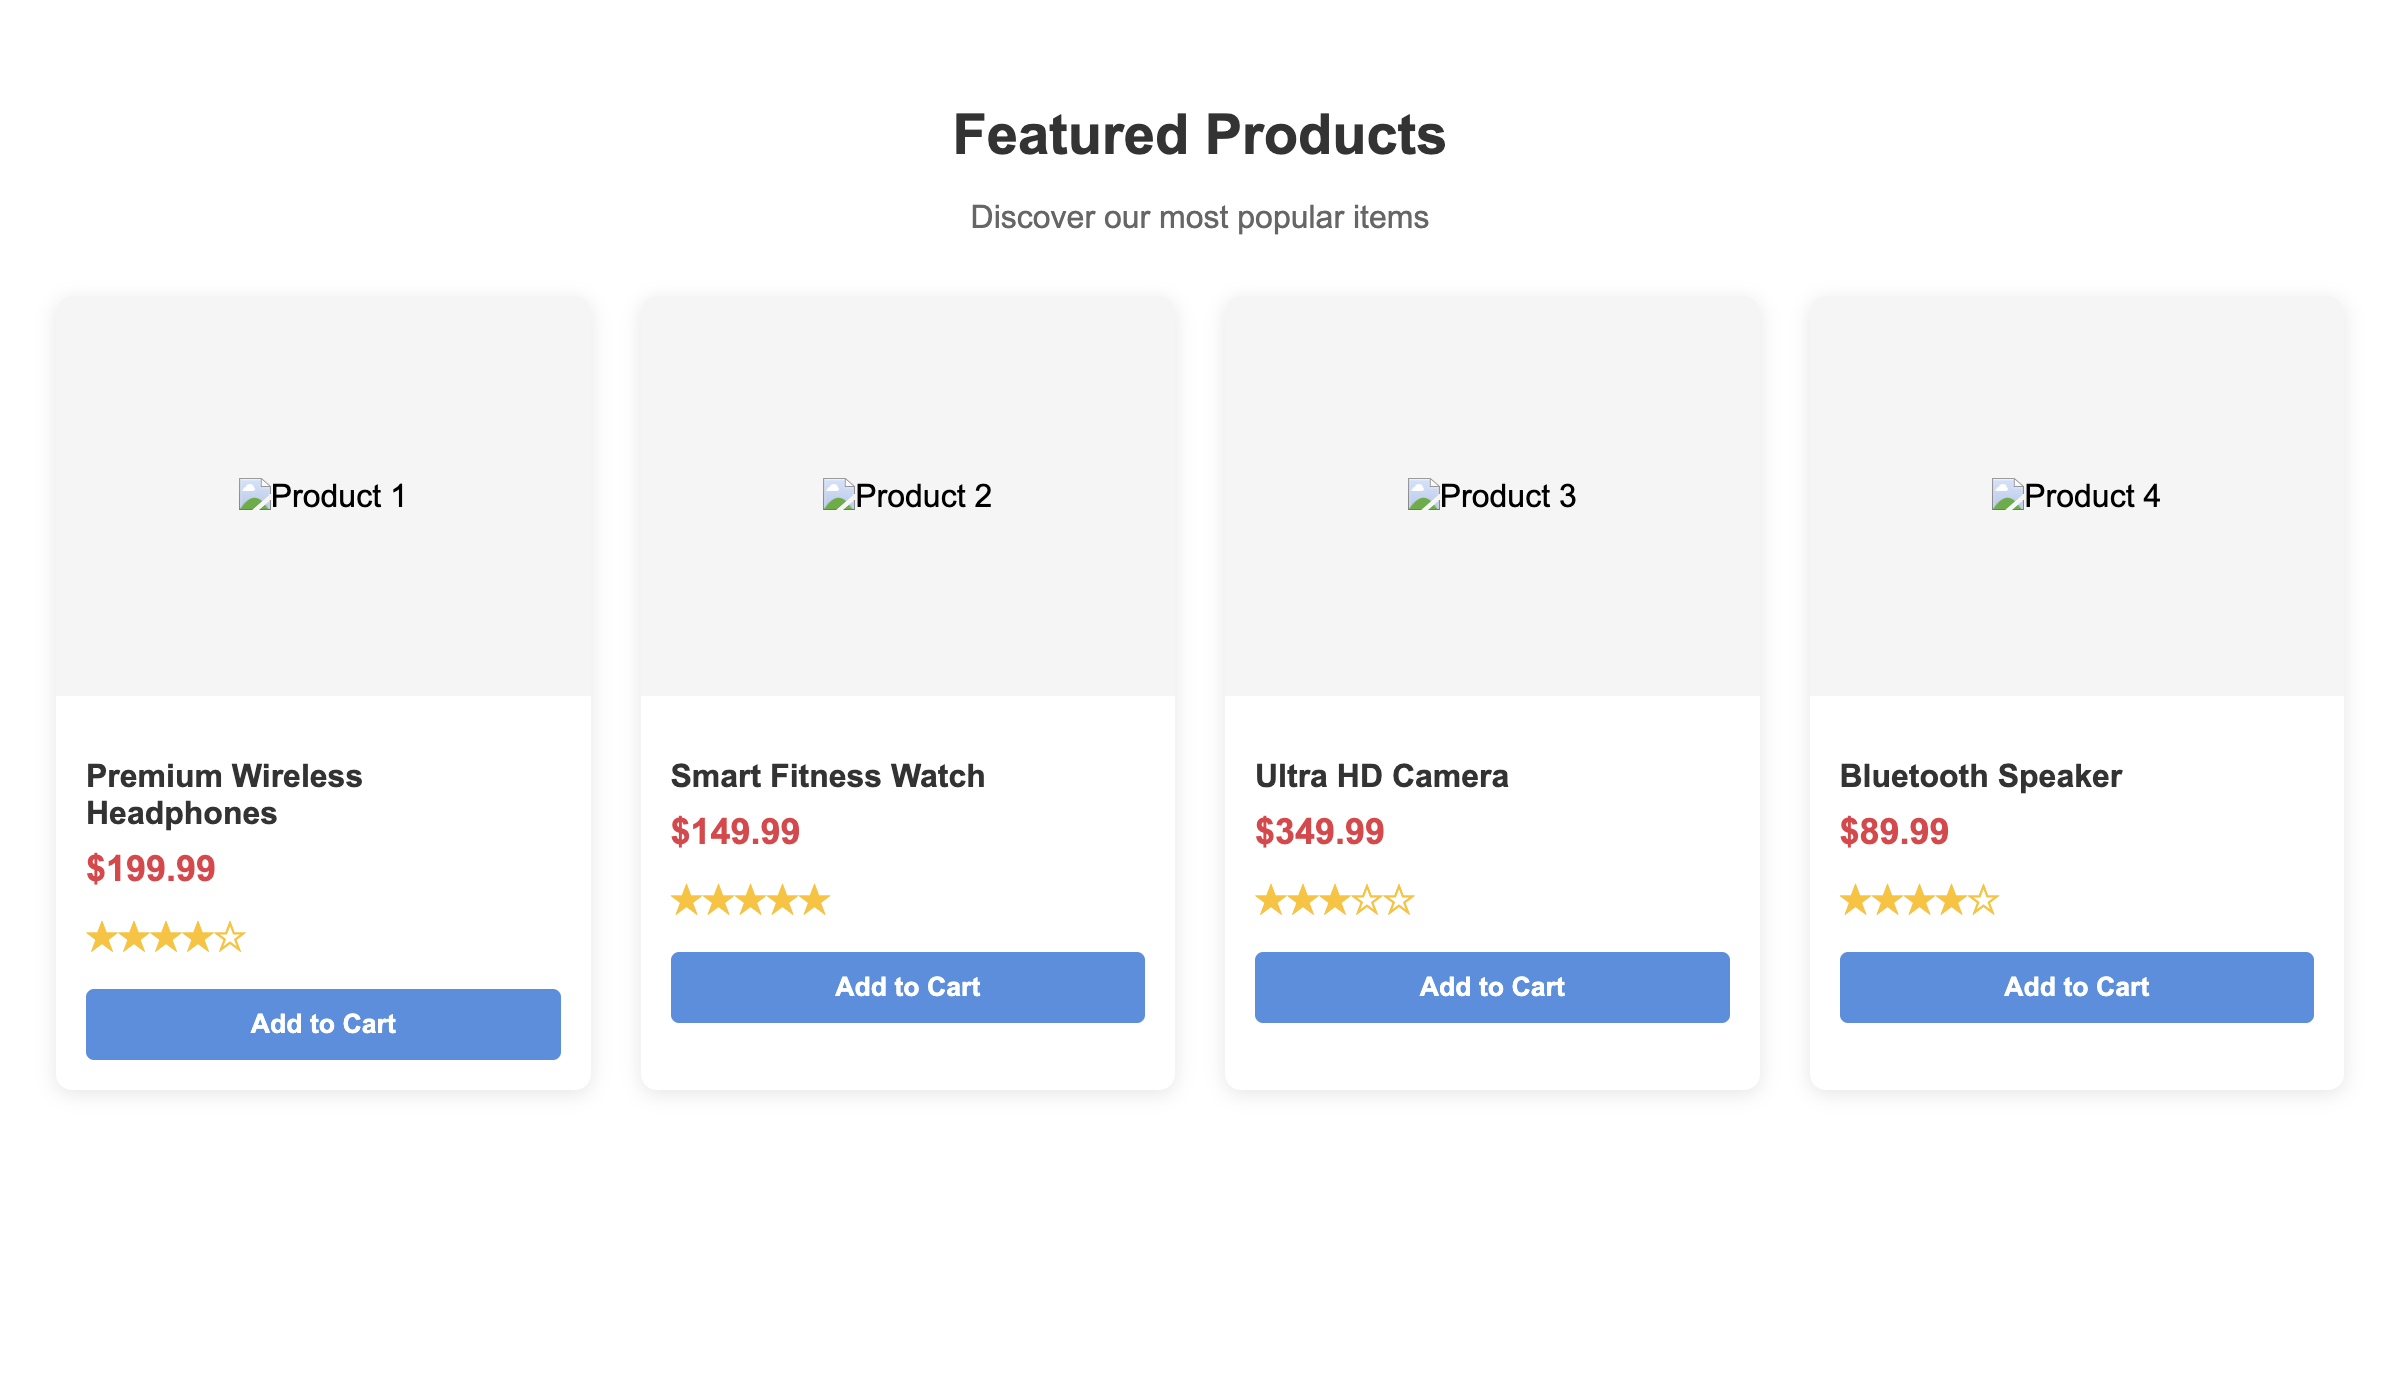 Featured Products
Discover our most popular items
Product 1
Product 2
Product 3
Product 4
Premium Wireless
Headphones
$199.99
★★★★☆
Add to Cart
Smart Fitness Watch
$149.99
★★★★★
Add to Cart
Ultra HD Camera
$349.99
★★★☆☆
Add to Cart
Bluetooth Speaker
$89.99
★★★★☆
Add to Cart